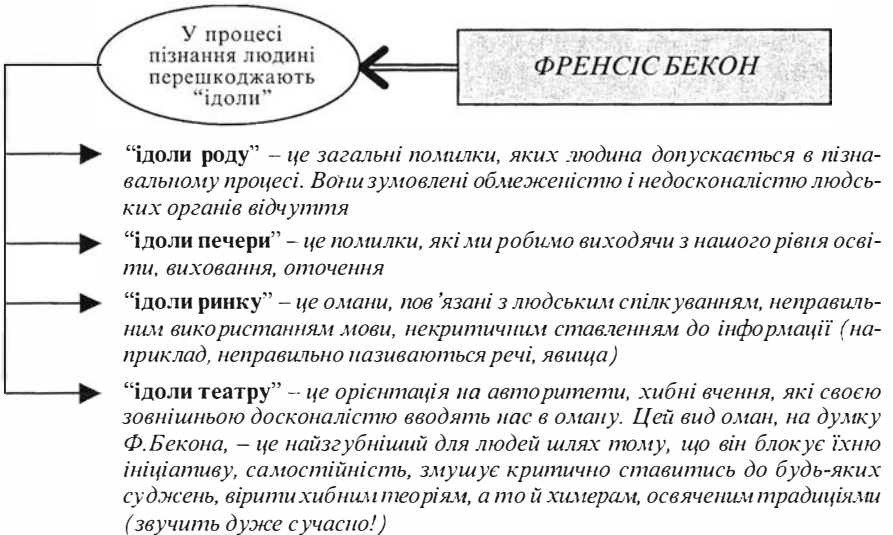 У процесі
пізнання людині
перешкоджають
“ідоли”
ФРЕНСІС БЕКОН
“ідоли роду” – це загальні помилки, яких людина допускається в пізна-
вальному процесі. Вони зумовлені обмеженістю і недосконалістю людсь-
ких органів відчуття
“ідоли печери” – це помилки, які ми робимо виходячи з нашого рівня осві-
ти, виховання, оточення
“ідоли ринку” – це омани, пов’язані з людським спілкуванням, неправиль-
ним використанням мови, некритичним ставленням до інформації (на-
приклад, неправильно називаються речі, явища)
“ідоли театру” – це орієнтація на авторитети, хибні вчення, які своєю
зовнішньою досконалістю вводять нас в оману. Цей вид оман, на думку
Ф.Бекона, – це найзгубніший для людей шлях тому, що він блокує їхню
ініціативу, самостійність, змушує критично ставитись до будь-яких
суджень, вірити хибним теоріям, а то й химерам, освяченим традиціями
(звучить дуже сучасно!)